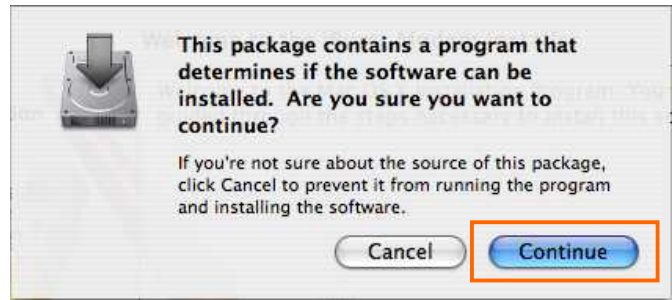 This package contains a program that
determines if the software can be
installed. Are you sure you want to
continue?
If you're not sure about the source of this package,
click Cancel to prevent it from running the program
and installing the software.
Cancel
Continue